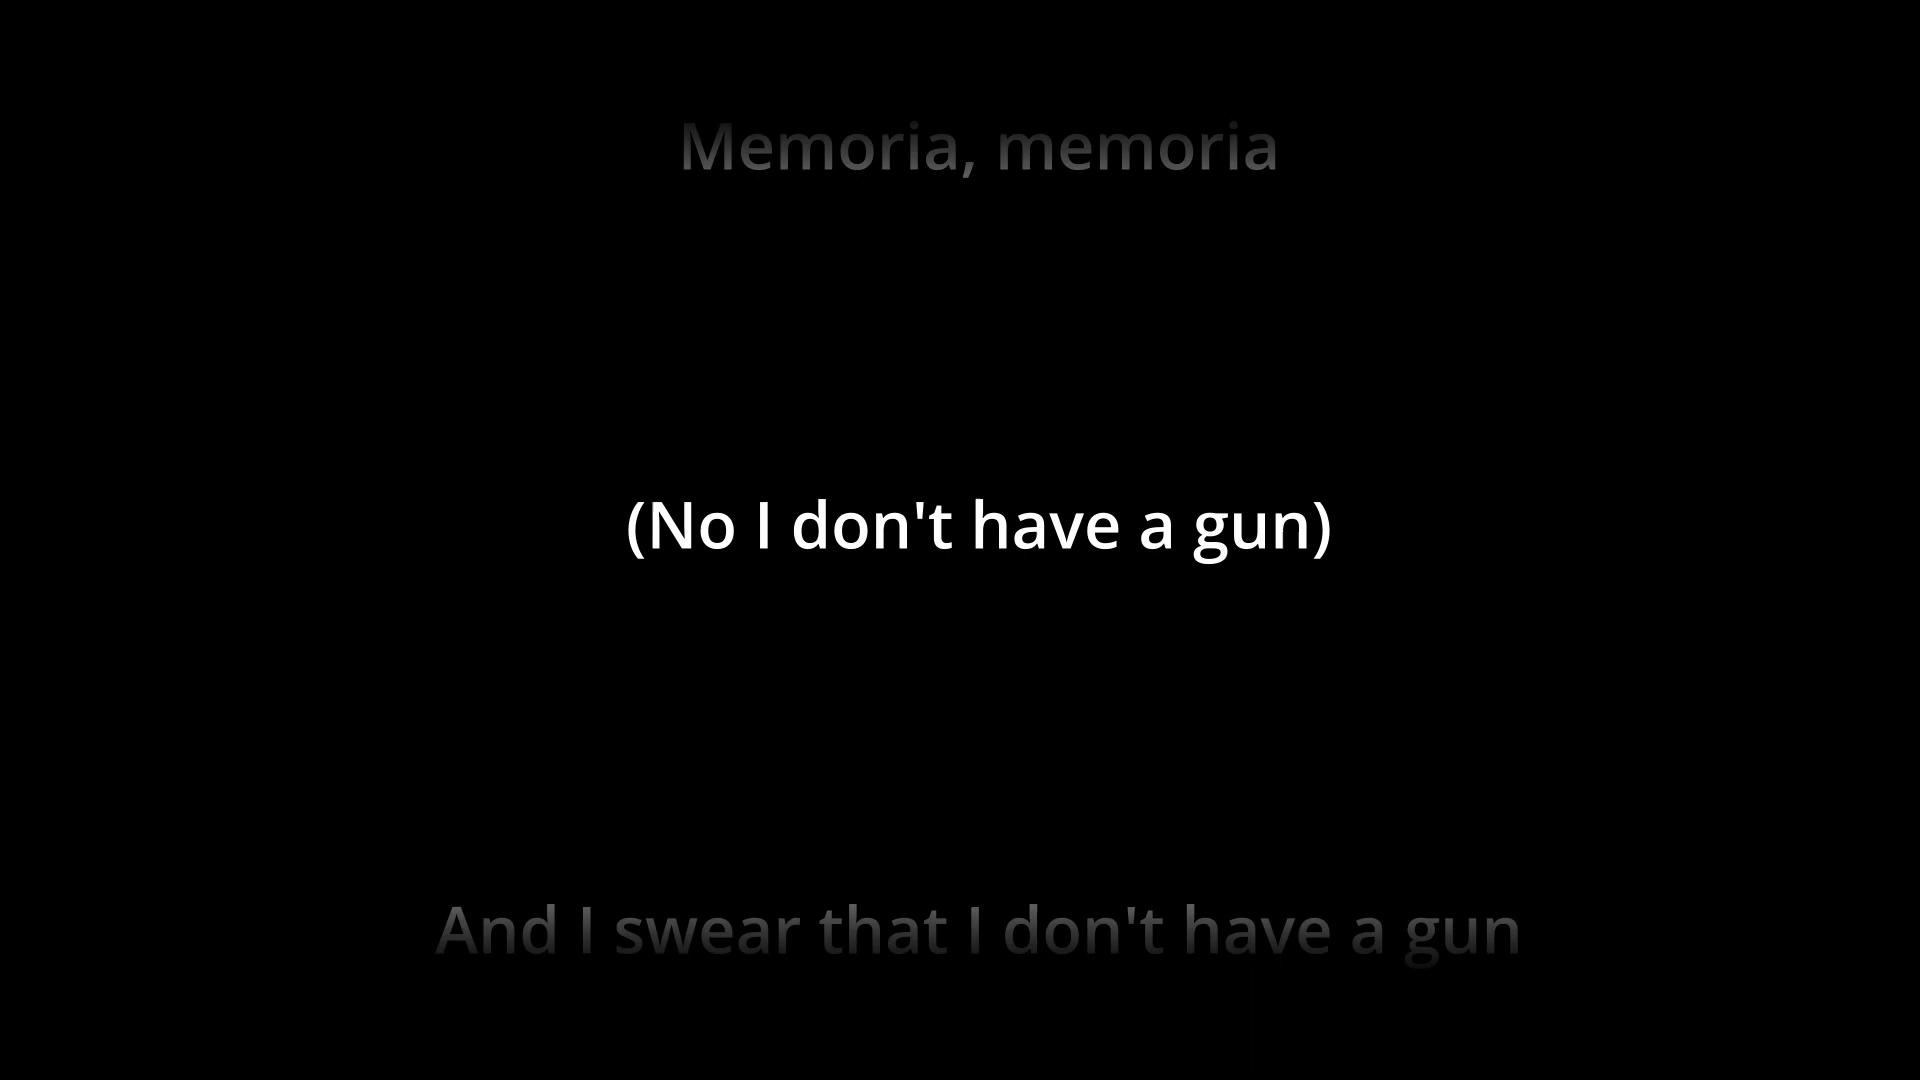 Memoria, memoria
(No I don't have a gun)
And I swear that I don't have a gun